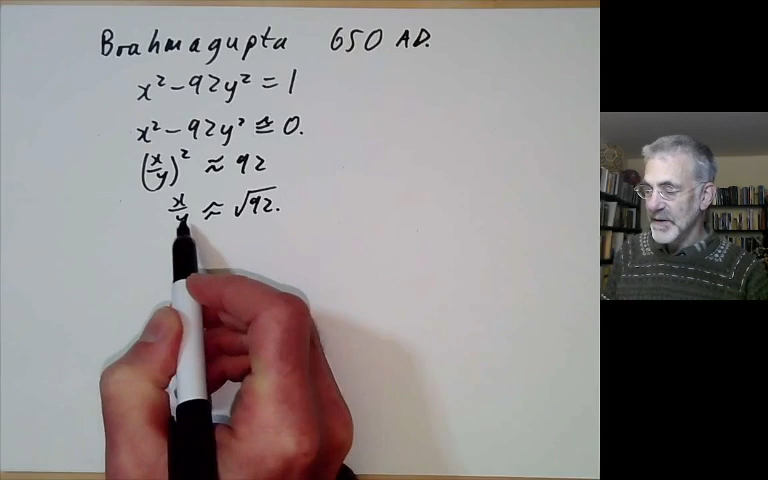 Brahmagupta 650 AD.
x² - 92y² = 1
x² - 92y² ≈ 0.
(x/y)² ≈ 92
x/y ≈ √92.